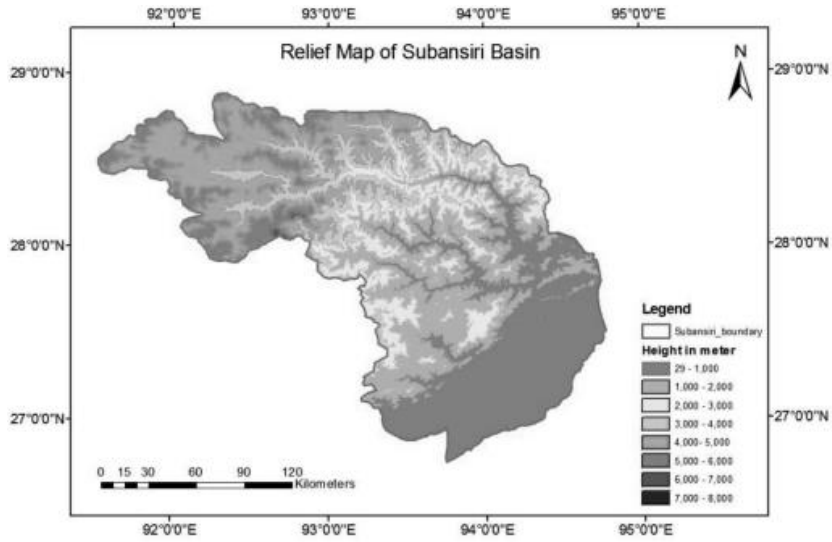 92°0'0"E 93°0'0"E 94°0'0"E 95°0'0"E
Relief Map of Subansiri Basin
N
29°0'0"N 29°0'0"N
28°0'0"N 28°0'0"N
27°0'0"N 27°0'0"N
Legend
Subansiri_boundary
Height in meter
29 - 1,000
1,000 - 2,000
2,000 - 3,000
3,000 - 4,000
4,000 - 5,000
5,000 - 6,000
6,000 - 7,000
7,000 - 8,000
0 15 30 60 90 120
Kilometers
92°0'0"E 93°0'0"E 94°0'0"E 95°0'0"E